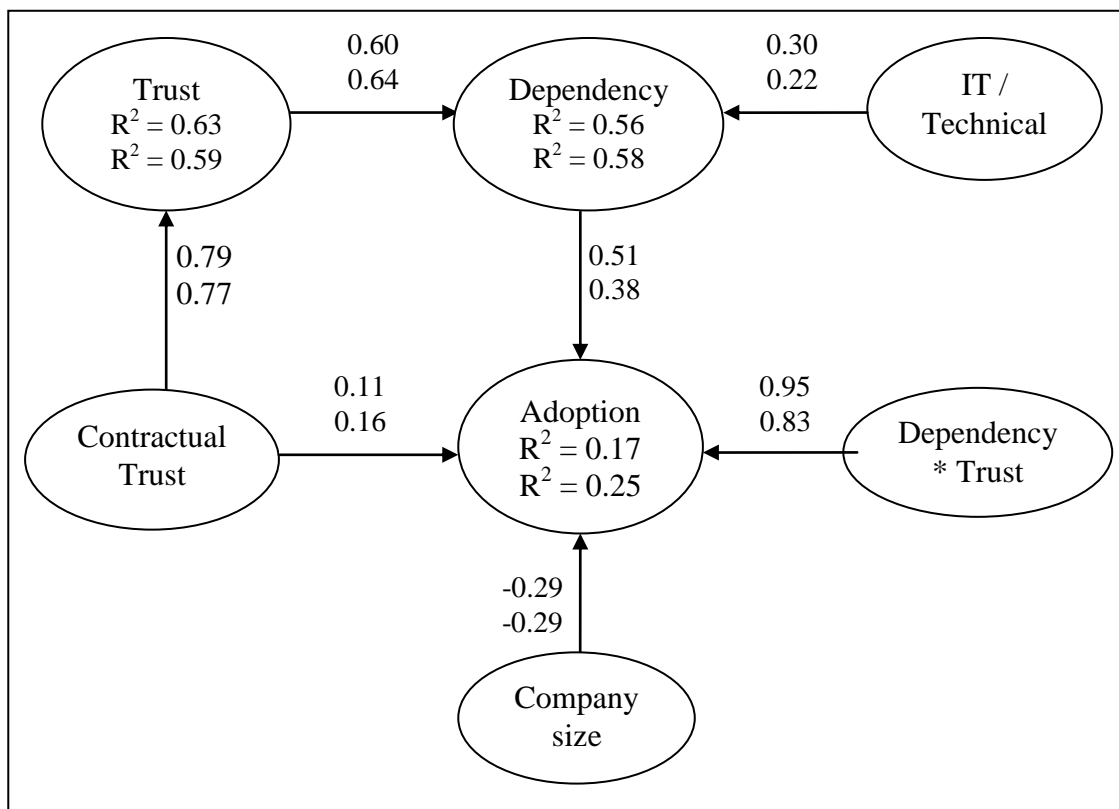 0.60
0.64
0.30
0.22
Trust
R² = 0.63
R² = 0.59
Dependency
R² = 0.56
R² = 0.58
IT /
Technical
0.79
0.77
0.51
0.38
Contractual
Trust
0.11
0.16
Adoption
R² = 0.17
R² = 0.25
0.95
0.83
Dependency
* Trust
-0.29
-0.29
Company
size